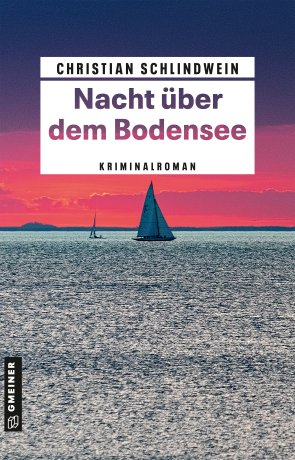 CHRISTIAN SCHLINDWEIN
Nacht über
dem Bodensee
KRIMINALROMAN
GMEINER